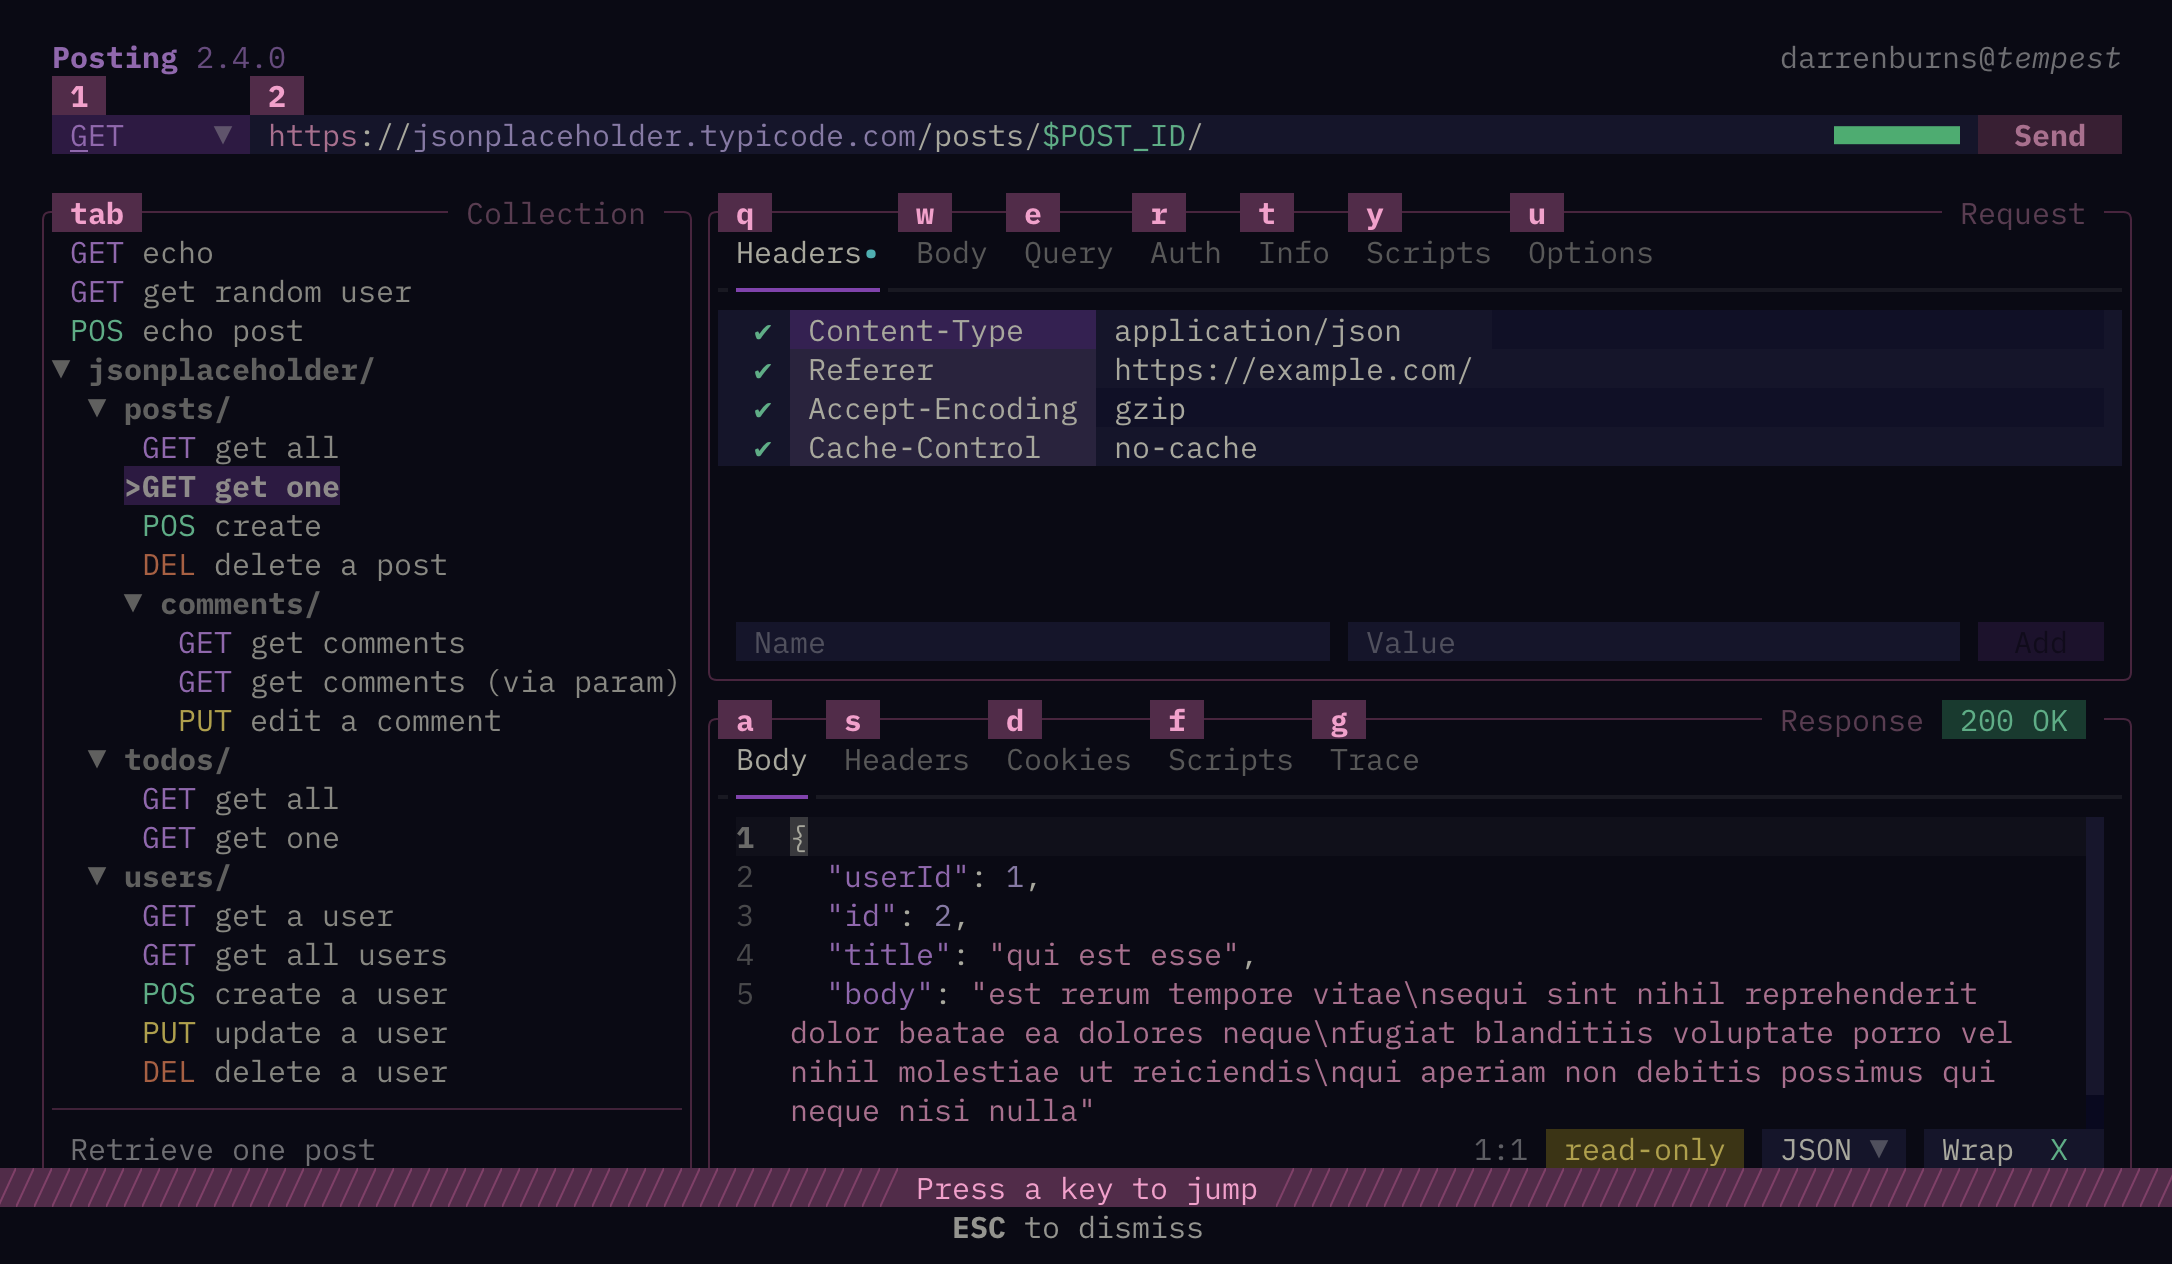 Posting 2.4.0
darrenburns@tempest
1 2
GET ▼ https://jsonplaceholder.typicode.com/posts/$POST_ID/ Send
tab Collection
GET echo
GET get random user
POS echo post
▼ jsonplaceholder/
▼ posts/
GET get all
>GET get one
POS create
DEL delete a post
▼ comments/
GET get comments
GET get comments (via param)
PUT edit a comment
▼ todos/
GET get all
GET get one
▼ users/
GET get a user
GET get all users
POS create a user
PUT update a user
DEL delete a user
Retrieve one post
q w e r t y u Request
Headers• Body Query Auth Info Scripts Options
✔ Content-Type application/json
✔ Referer https://example.com/
✔ Accept-Encoding gzip
✔ Cache-Control no-cache
Name Value Add
a s d f g Response 200 OK
Body Headers Cookies Scripts Trace
1 {
2 "userId": 1,
3 "id": 2,
4 "title": "qui est esse",
5 "body": "est rerum tempore vitae\nsequi sint nihil reprehenderit
dolor beatae ea dolores neque\nfugiat blanditiis voluptate porro vel
nihil molestiae ut reiciendis\nqui aperiam non debitis possimus qui
neque nisi nulla"
1:1 read-only JSON ▼ Wrap X
Press a key to jump
ESC to dismiss